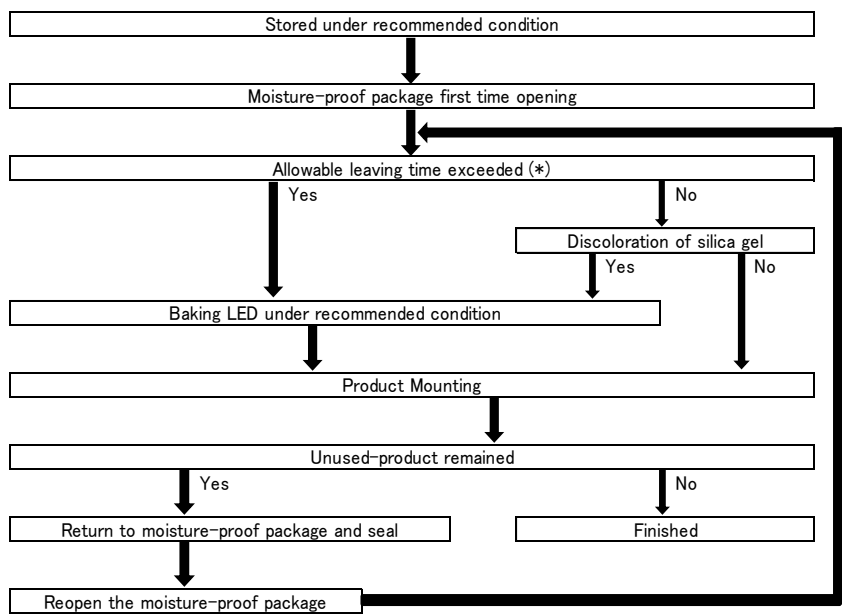 Stored under recommended condition
Moisture-proof package first time opening
Allowable leaving time exceeded (*)
Yes
No
Discoloration of silica gel
Yes
No
Baking LED under recommended condition
Product Mounting
Unused-product remained
Yes
No
Return to moisture-proof package and seal
Finished
Reopen the moisture-proof package